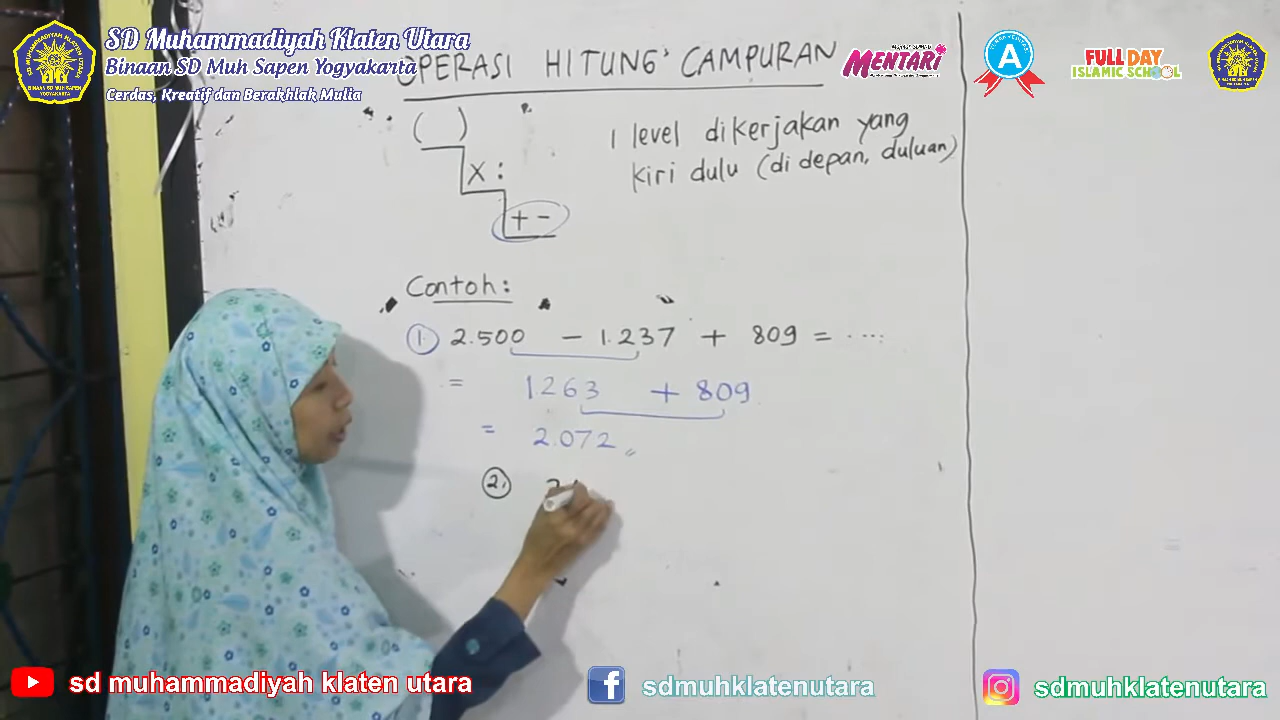 SD Muhammadiyah Klaten Utara
Binaan SD Muh Sapen Yogyakarta
Cerdas, Kreatif dan Berakhlak Mulia
MENTARI
A
FULL DAY
ISLAMIC SCHOOL
OPERASI HITUNG CAMPURAN
( )
x :
+ -
1 level dikerjakan yang
kiri dulu (di depan, duluan)
Contoh:
1. 2.500 - 1.237 + 809 = ....
= 1263 + 809
= 2.072
2.
sd muhammadiyah klaten utara
sdmuhklatenutara
sdmuhklatenutara